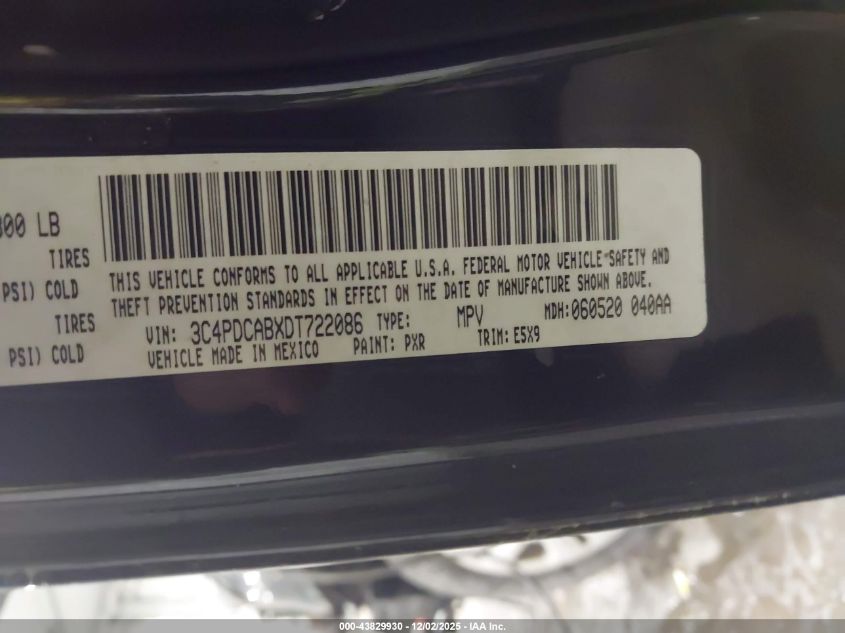 00 LB
TIRES
PSI) COLD
TIRES
PSI) COLD
THIS VEHICLE CONFORMS TO ALL APPLICABLE U.S.A. FEDERAL MOTOR VEHICLE SAFETY AND
THEFT PREVENTION STANDARDS IN EFFECT ON THE DATE OF MANUFACTURE SHOWN ABOVE.
VIN: 3C4PDCABXDT722086 TYPE: MPV MDH:060520 040AA
VEHICLE MADE IN MEXICO PAINT: PXR TRIM: E5X9
000-43829930 - 12/02/2025 - IAA Inc.